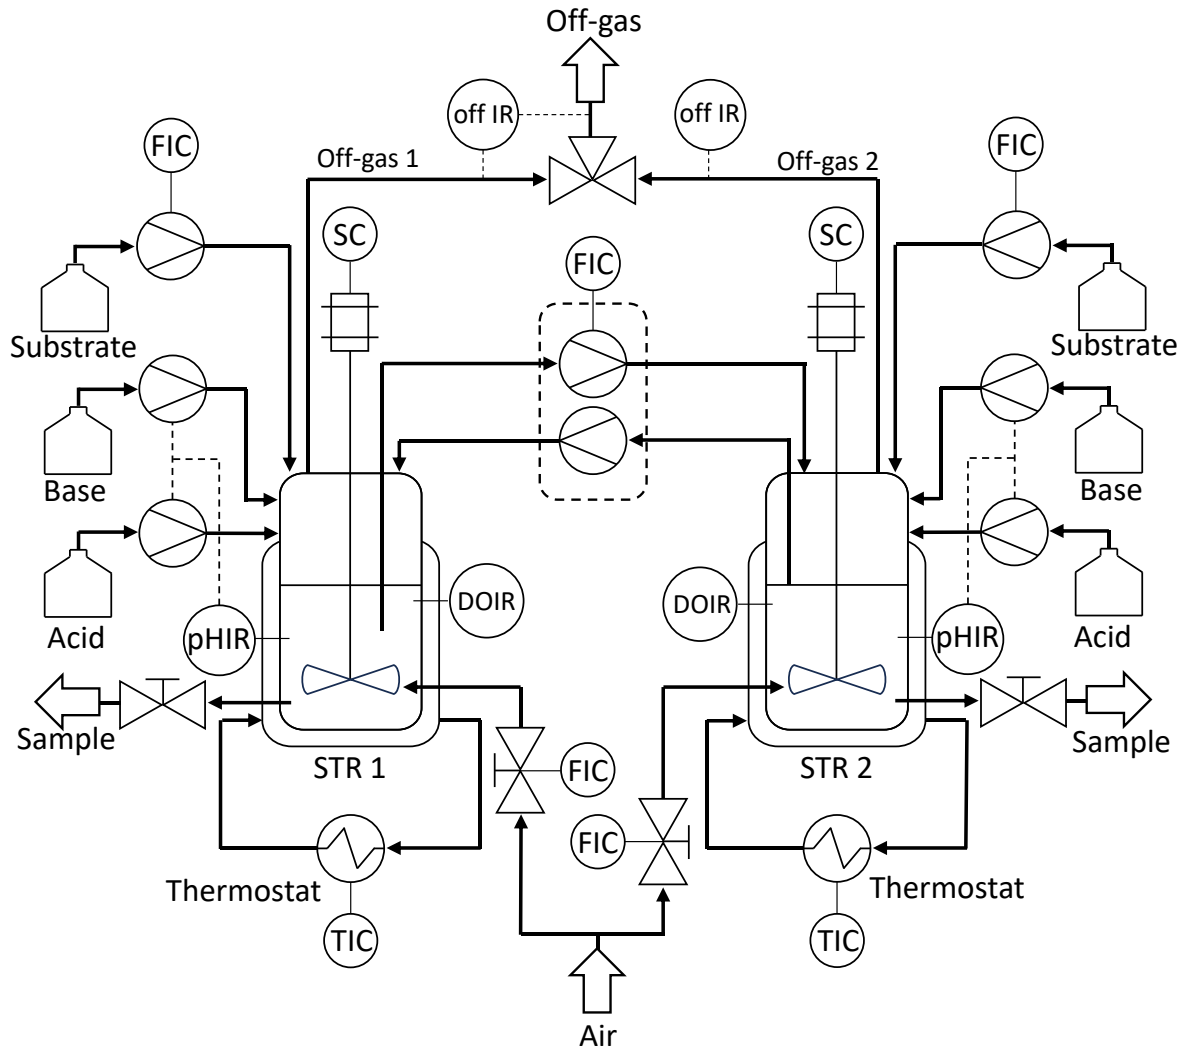 Off-gas
off IR
off IR
FIC
FIC
Off-gas 1
Off-gas 2
SC
SC
FIC
Substrate
Substrate
Base
Base
DOIR
DOIR
Acid
pHIR
pHIR
Acid
Sample
Sample
STR 1
FIC
STR 2
FIC
Thermostat
Thermostat
TIC
TIC
Air